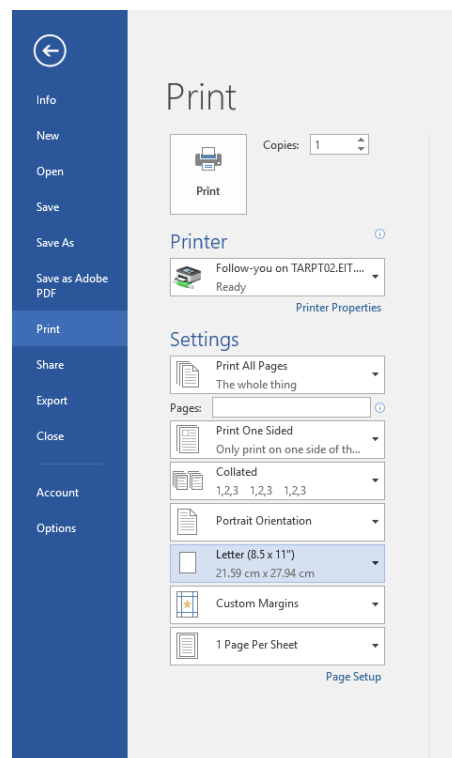 Info
New
Open
Save
Save As
Save as Adobe
PDF
Print
Share
Export
Close
Account
Options
Print
Copies: 1
Print
Printer
Follow-you on TARPT02.EIT....
Ready
Printer Properties
Settings
Print All Pages
The whole thing
Pages:
Print One Sided
Only print on one side of th...
Collated
1,2,3 1,2,3 1,2,3
Portrait Orientation
Letter (8.5 x 11")
21.59 cm x 27.94 cm
Custom Margins
1 Page Per Sheet
Page Setup